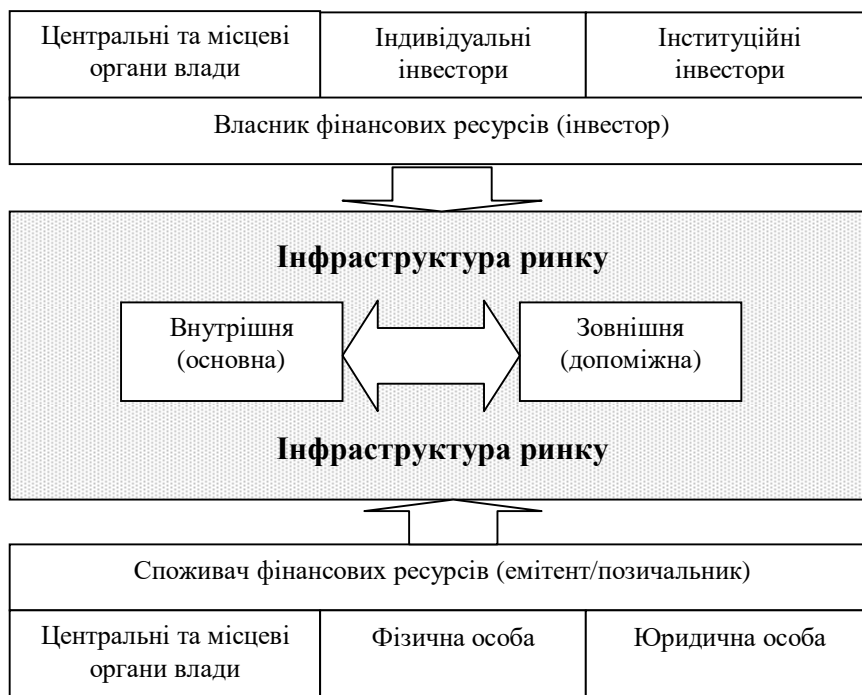 Центральні та місцеві
органи влади
Індивідуальні
інвестори
Інституційні
інвестори
Власник фінансових ресурсів (інвестор)
Інфраструктура ринку
Внутрішня
(основна)
Зовнішня
(допоміжна)
Інфраструктура ринку
Споживач фінансових ресурсів (емітент/позичальник)
Центральні та місцеві
органи влади
Фізична особа
Юридична особа